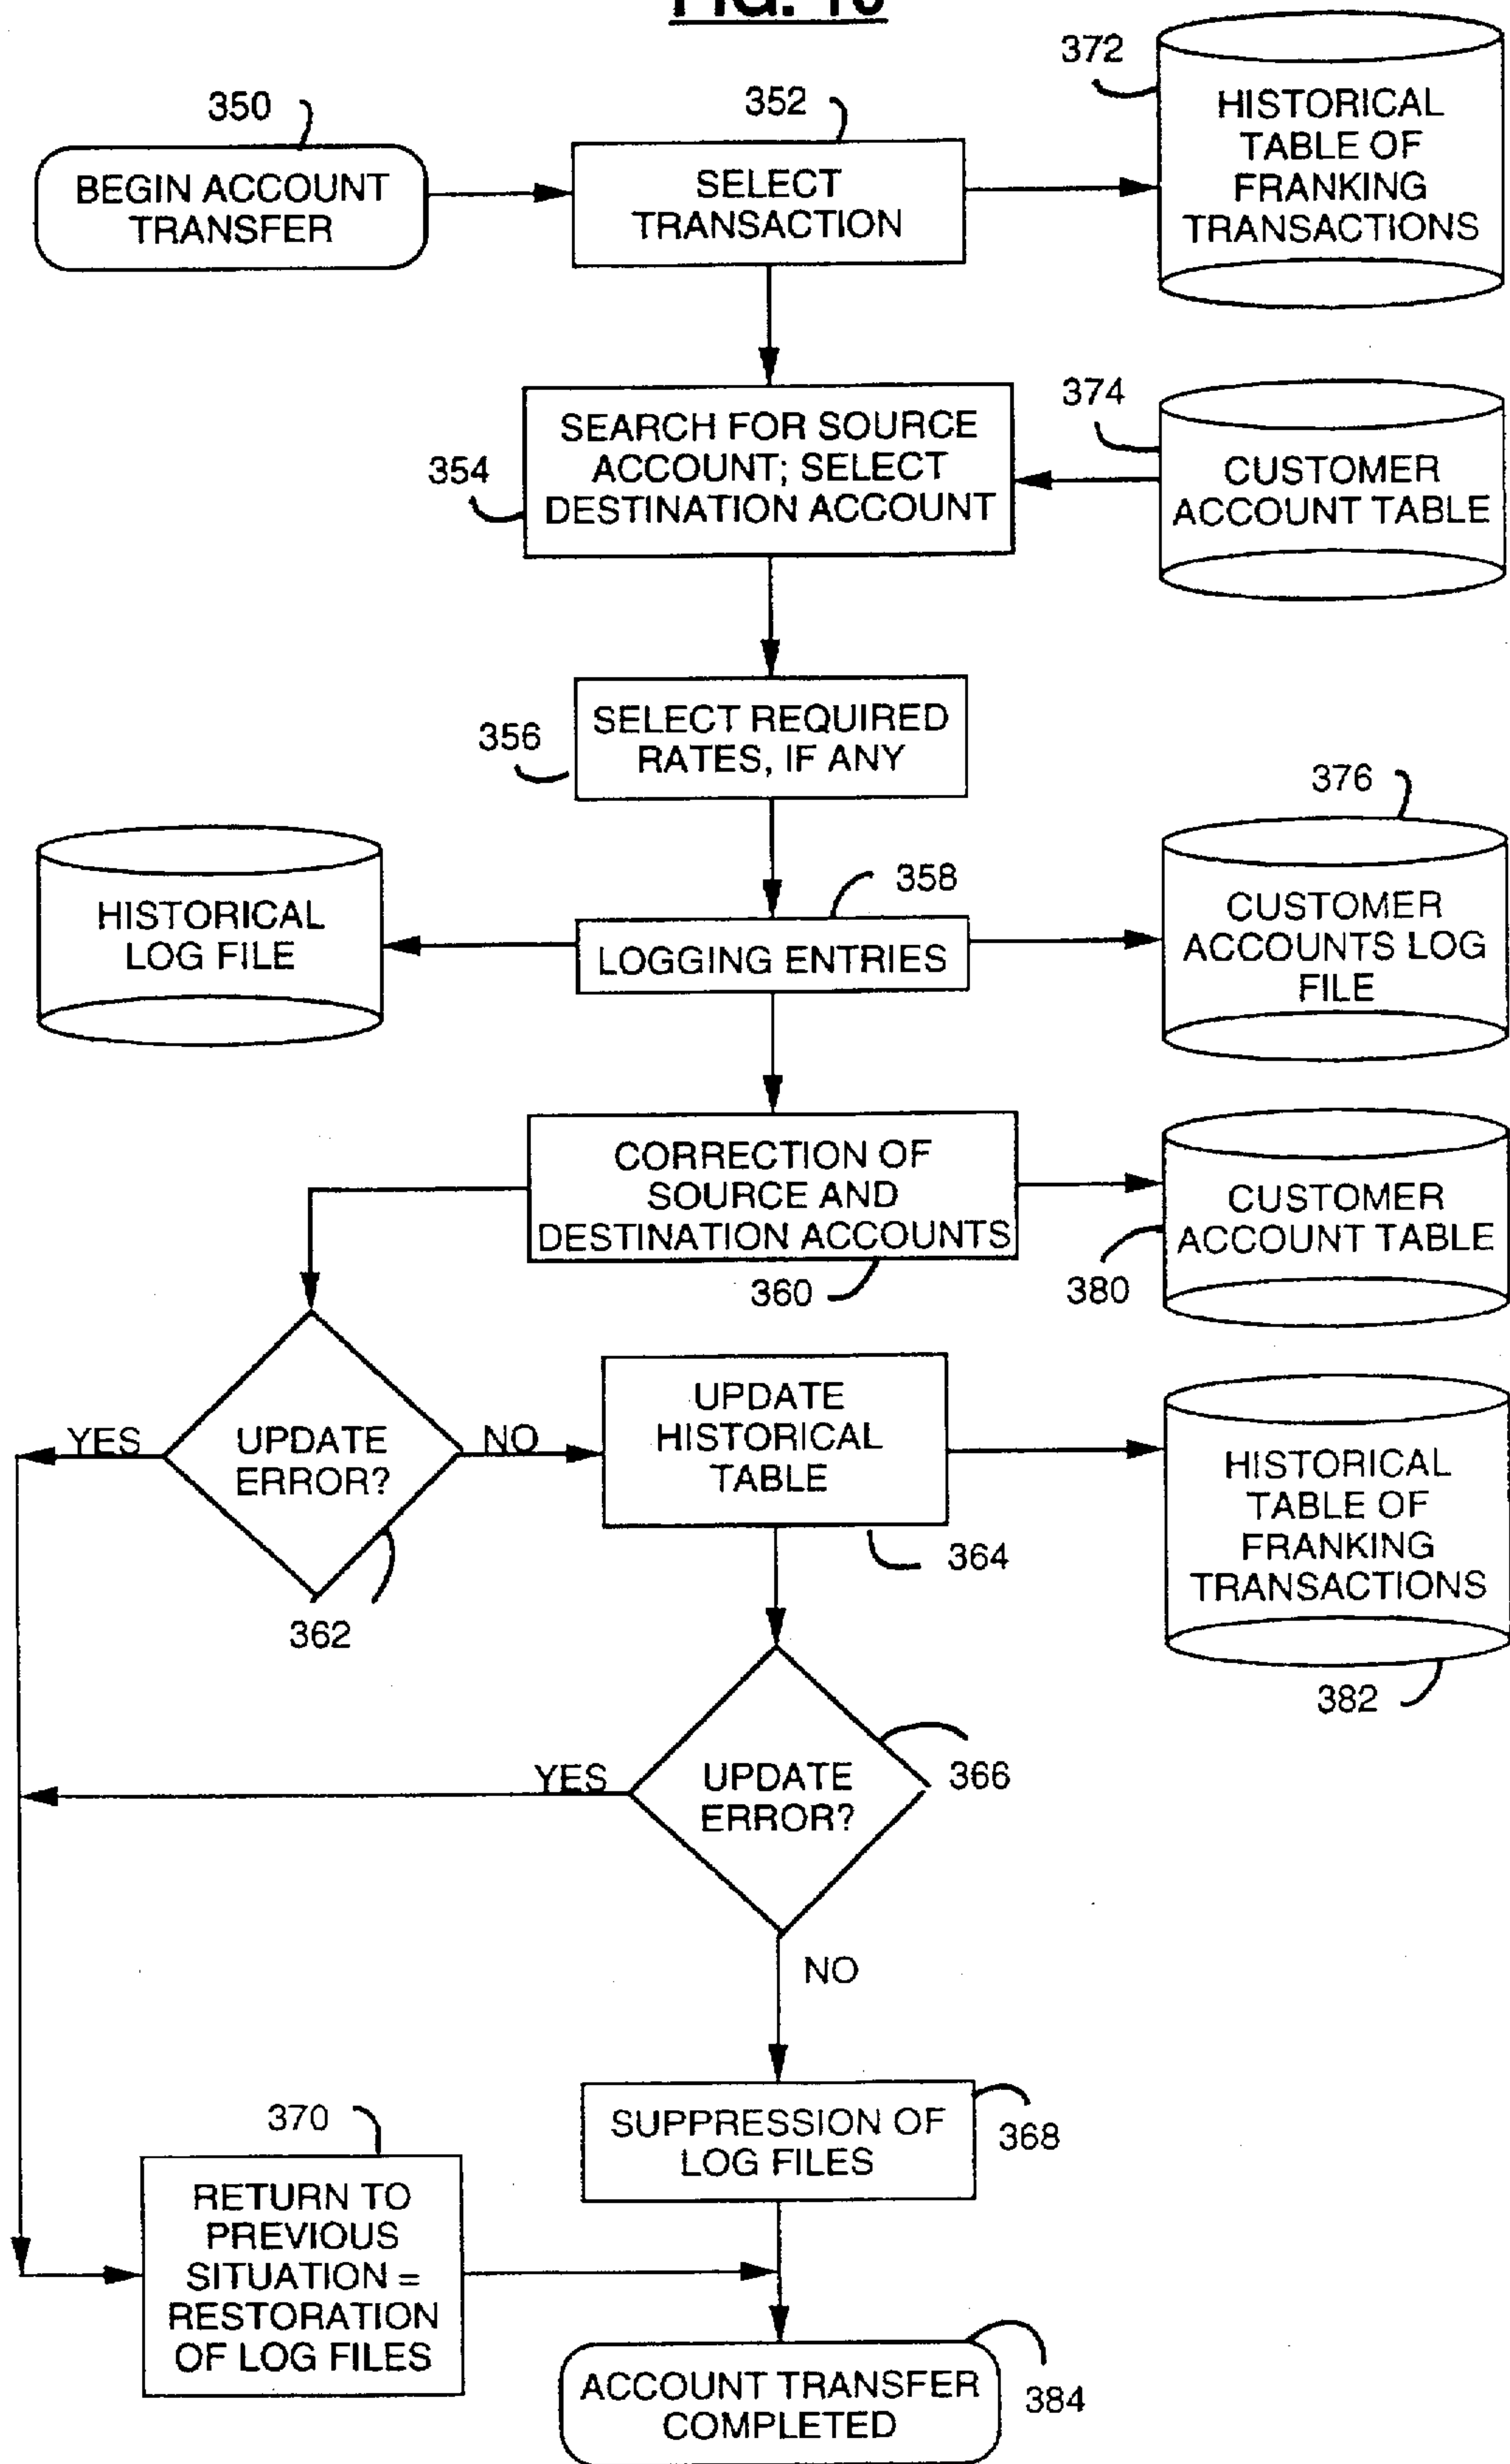 350
BEGIN ACCOUNT
TRANSFER
352
SELECT
TRANSACTION
372
HISTORICAL
TABLE OF
FRANKING
TRANSACTIONS
354
SEARCH FOR SOURCE
ACCOUNT; SELECT
DESTINATION ACCOUNT
374
CUSTOMER
ACCOUNT TABLE
356
SELECT REQUIRED
RATES, IF ANY
HISTORICAL
LOG FILE
358
LOGGING ENTRIES
376
CUSTOMER
ACCOUNTS LOG
FILE
CORRECTION OF
SOURCE AND
DESTINATION ACCOUNTS
360
CUSTOMER
ACCOUNT TABLE
380
YES
UPDATE
ERROR?
362
NO
UPDATE
HISTORICAL
TABLE
364
HISTORICAL
TABLE OF
FRANKING
TRANSACTIONS
382
YES
UPDATE
ERROR?
366
NO
SUPPRESSION OF
LOG FILES
368
370
RETURN TO
PREVIOUS
SITUATION =
RESTORATION
OF LOG FILES
ACCOUNT TRANSFER
COMPLETED
384